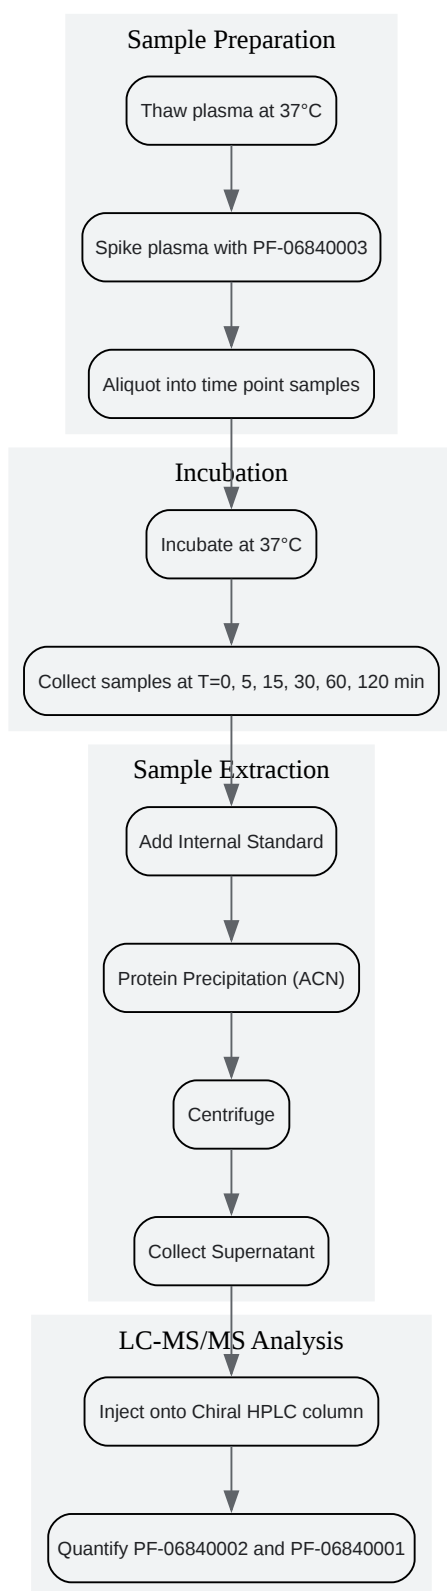 Sample Preparation
Thaw plasma at 37°C
Spike plasma with PF-06840003
Aliquot into time point samples
Incubation
Incubate at 37°C
Collect samples at T=0, 5, 15, 30, 60, 120 min
Sample Extraction
Add Internal Standard
Protein Precipitation (ACN)
Centrifuge
Collect Supernatant
LC-MS/MS Analysis
Inject onto Chiral HPLC column
Quantify PF-06840002 and PF-06840001